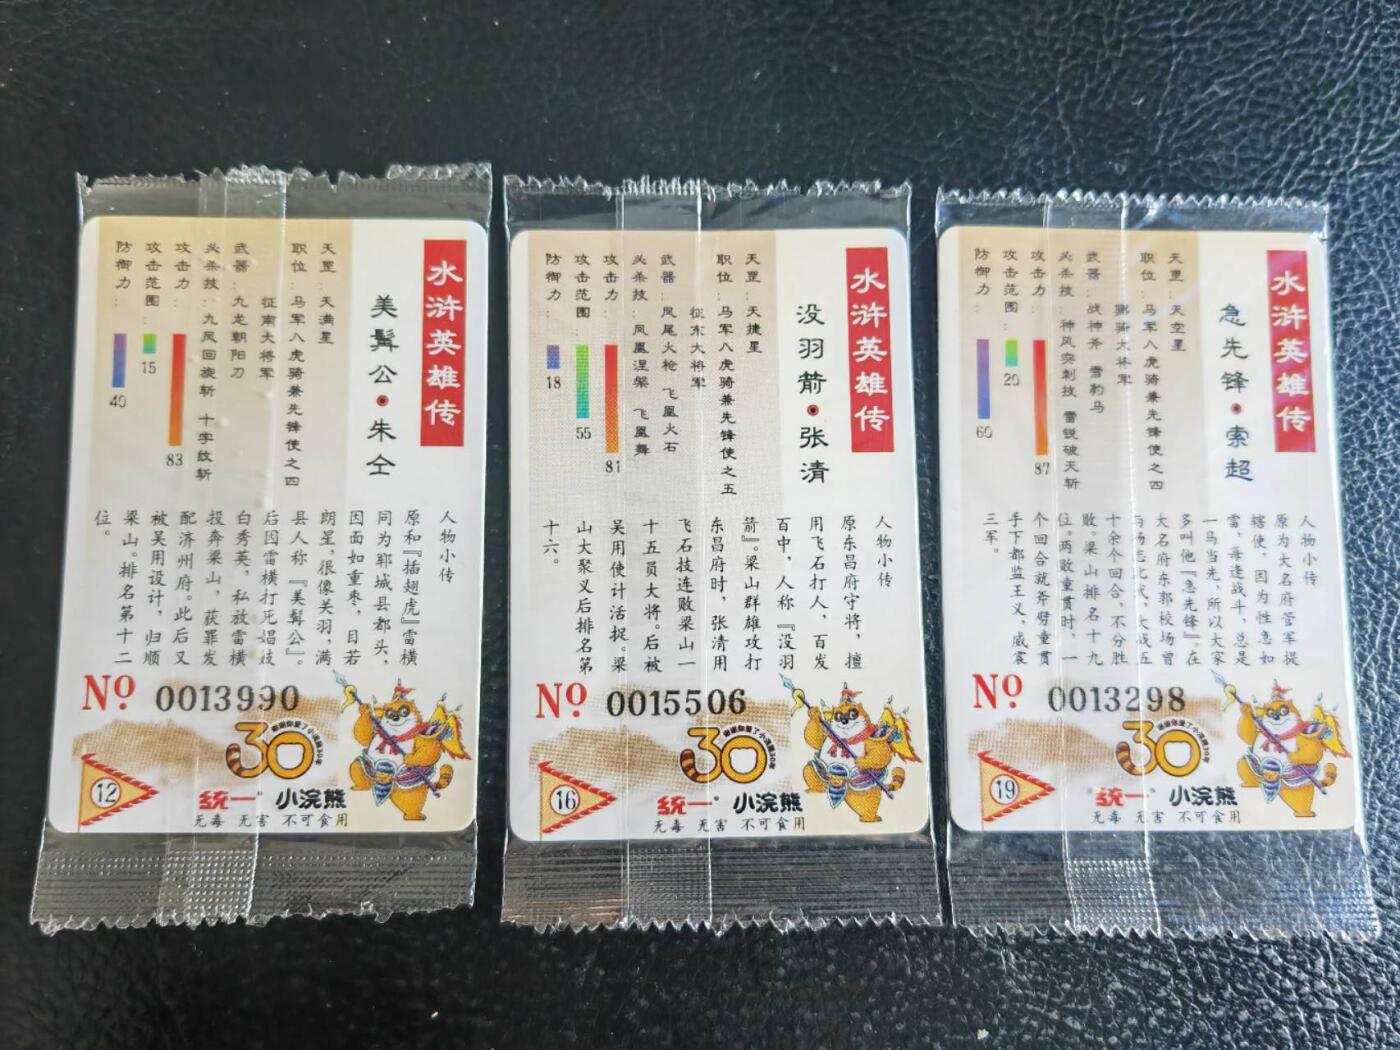 水浒英雄传
美髯公·朱仝
天罡：天满星
职位：马军八虎骑兼先锋使之四
征南大将军
武器：九龙朝阳刀
必杀技：九凤回旋斩 十字纹斩
攻击力：
83
攻击范围：
15
防御力：
40
人物小传
原和『插翅虎』雷横
同为郓城县都头，
因面如重枣，目若
朗星，很像关羽，满
县人称『美髯公』。
后因雷横打死娼妓
白秀英，私放雷横
投奔梁山，获罪发
配济州府。此后又
被吴用设计，归顺
梁山。排名第十二
位。
Nº 0013990
30
12
统一® 小浣熊
无毒 无害 不可食用
水浒英雄传
没羽箭·张清
天罡：天捷星
职位：马军八虎骑兼先锋使之五
征东大将军
武器：凤尾火枪 飞凰火石
必杀技：凤凰涅槃 飞凰舞
攻击力：
81
攻击范围：
55
防御力：
18
人物小传
原东昌府守将，擅
用飞石打人，百发
百中，人称『没羽
箭』。梁山群雄攻打
东昌府时，张清用
飞石技连败梁山一
十五员大将。后被
吴用使计活捉。梁
山大聚义后排名第
十六。
Nº 0015506
30
16
统一® 小浣熊
无毒 无害 不可食用
水浒英雄传
急先锋·索超
天罡：天空星
职位：马军八虎骑兼先锋使之四
骠骑大将军
武器：战神斧 雪豹马
必杀技：神风突刺技 雷锐破天斩
攻击力：
87
攻击范围：
20
防御力：
60
人物小传
原为大名府管军提
辖使，因为性急如
雷，每逢战斗，总是
一马当先，所以大家
多叫他『急先锋』。在
大名府东郭校场曾
大战五
十余个回合，不分胜
败。梁山排名十九
位。两败童贯时，一
个回合就斧劈童贯
手下都监王义，威震
三军。
Nº 0013298
30
19
统一® 小浣熊
无毒 无害 不可食用